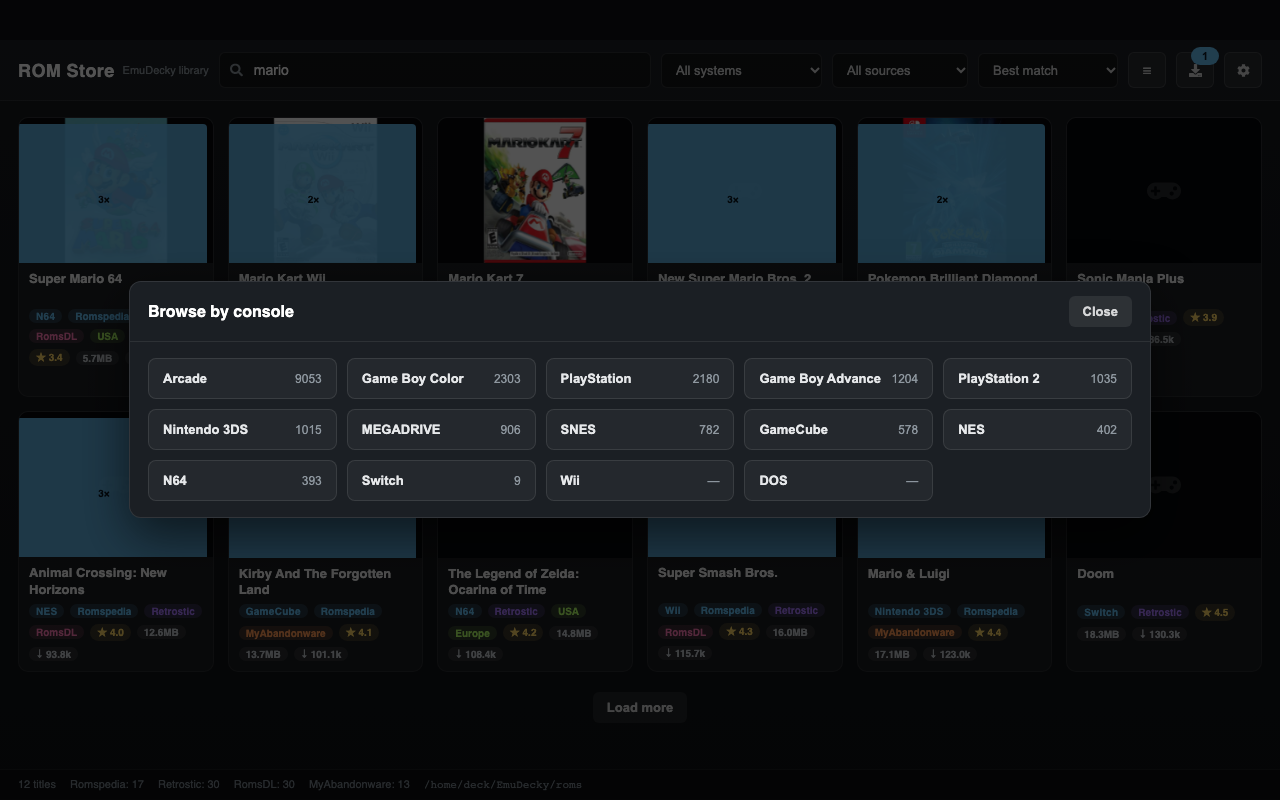 1
ROM Store EmuDecky library mario All systems All sources Best match
MARIOKART 7
3x 2x 3x 2x
Super Mario 64 Mario Kart Wii Mario Kart 7 New Super Mario Bros. 2 Pokemon Brilliant Diamond Sonic Mania Plus
Browse by console Close
N64 Romspedia ★ 3.9
RomsDL USA
★ 3.4 5.7MB
Arcade 9053 Game Boy Color 2303 PlayStation 2180 Game Boy Advance 1204 PlayStation 2 1035
Nintendo 3DS 1015 MEGADRIVE 906 SNES 782 GameCube 578 NES 402
N64 393 Switch 9 Wii — DOS —
3x
Animal Crossing: New Horizons
NES Romspedia Retrostic
RomsDL ★ 4.0 12.6MB
↓ 93.8k
Kirby And The Forgotten Land
GameCube Romspedia
MyAbandonware ★ 4.1
13.7MB ↓ 101.1k
The Legend of Zelda: Ocarina of Time
N64 Retrostic USA
Europe ★ 4.2 14.8MB
↓ 108.4k
Super Smash Bros.
Wii Romspedia Retrostic
RomsDL ★ 4.3 16.0MB
↓ 115.7k
Mario & Luigi
Nintendo 3DS Romspedia
MyAbandonware ★ 4.4
17.1MB ↓ 123.0k
Doom
Switch Retrostic ★ 4.5
18.3MB ↓ 130.3k
Load more
12 titles Romspedia: 17 Retrostic: 30 RomsDL: 30 MyAbandonware: 13 /home/deck/EmuDecky/roms